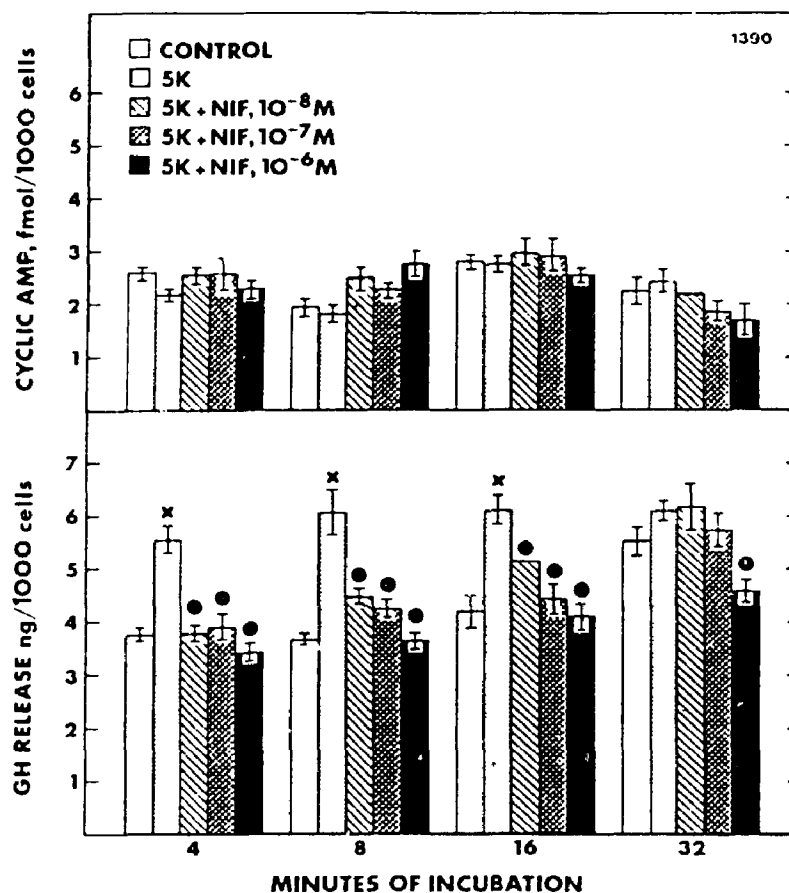 1390
CONTROL
5K
5K+NIF, 10⁻⁸M
5K+NIF, 10⁻⁷M
5K+NIF, 10⁻⁶M
CYCLIC AMP, fmol/1000 cells
6
5
4
3
2
1
GH RELEASE ng/1000 cells
7
6
5
4
3
2
1
x
x
x
4 8 16 32
MINUTES OF INCUBATION